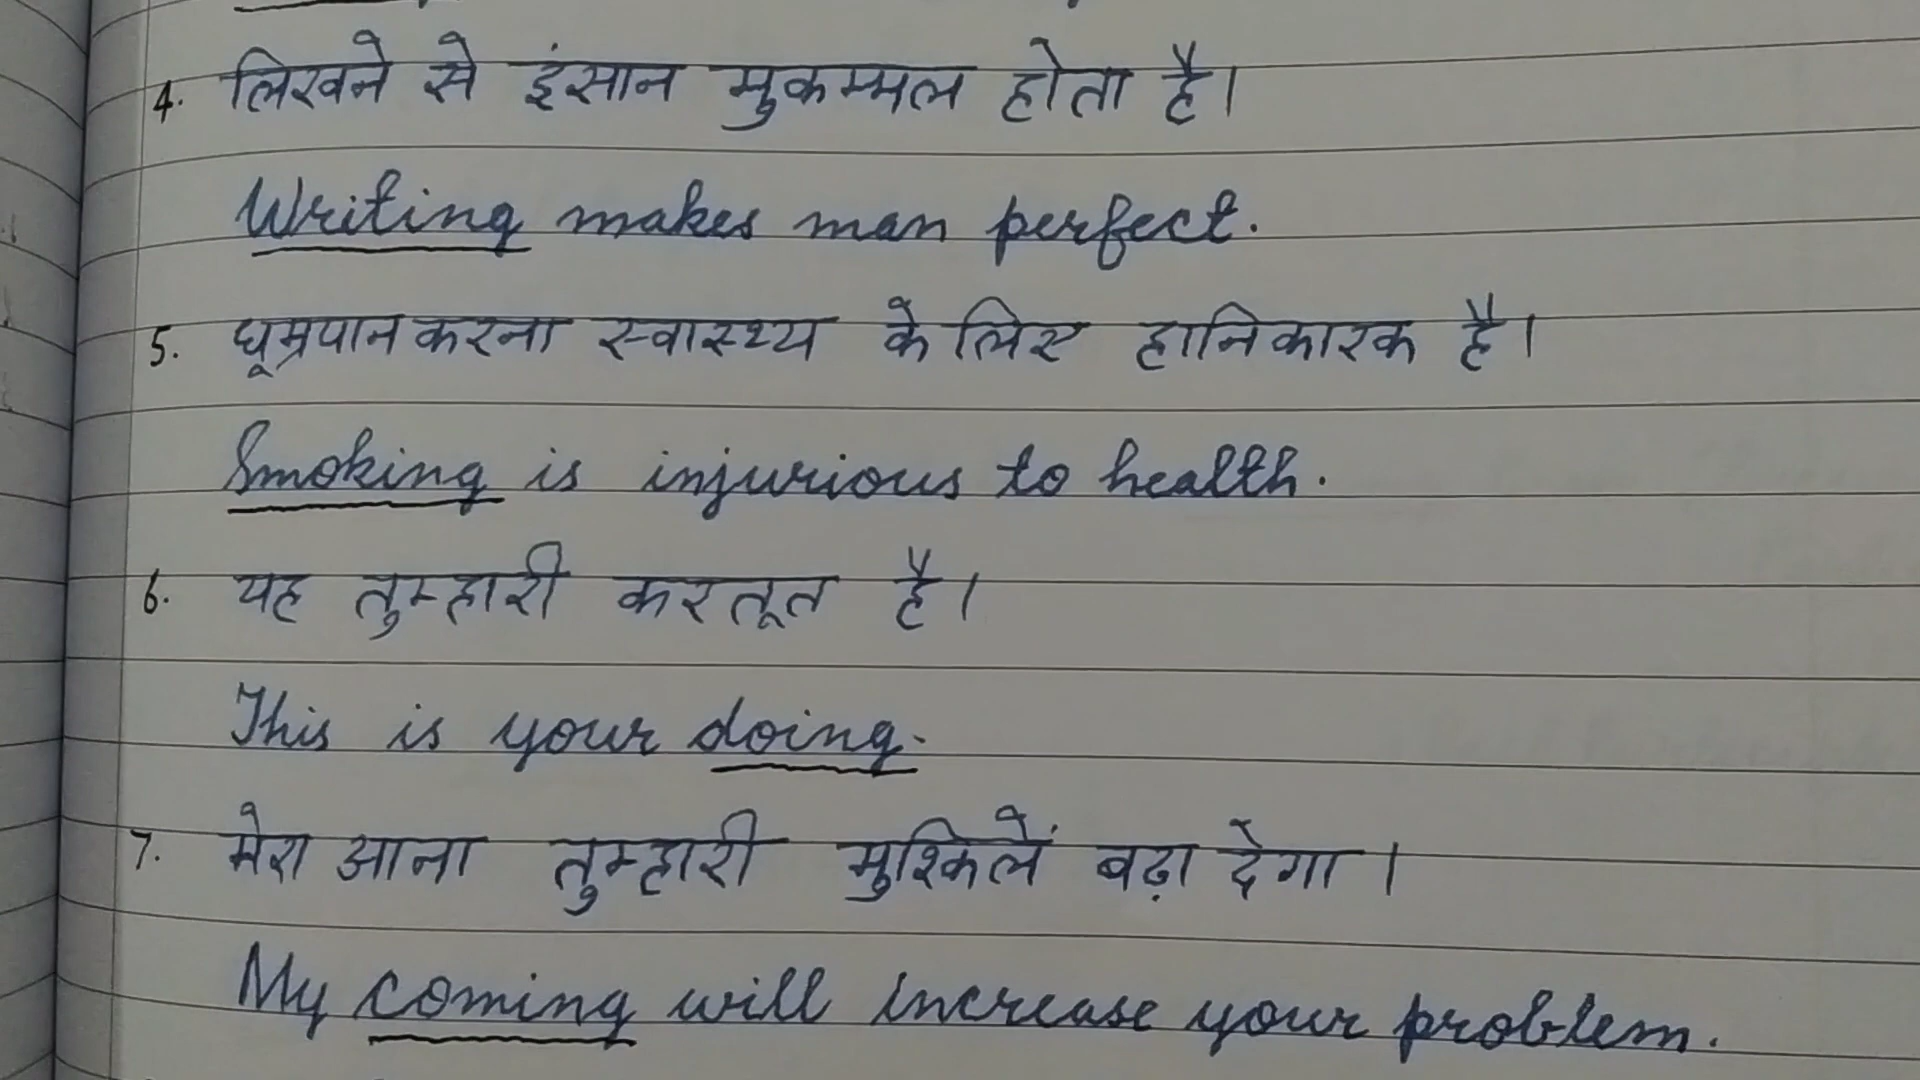 4. लिखने से इंसान मुकम्मल होता है।
Writing makes man perfect.
5. धूम्रपान करना स्वास्थ्य के लिए हानिकारक है।
Smoking is injurious to health.
6. यह तुम्हारी करतूत है।
This is your doing.
7. मेरा आना तुम्हारी मुश्किलें बढ़ा देगा।
My coming will increase your problem.